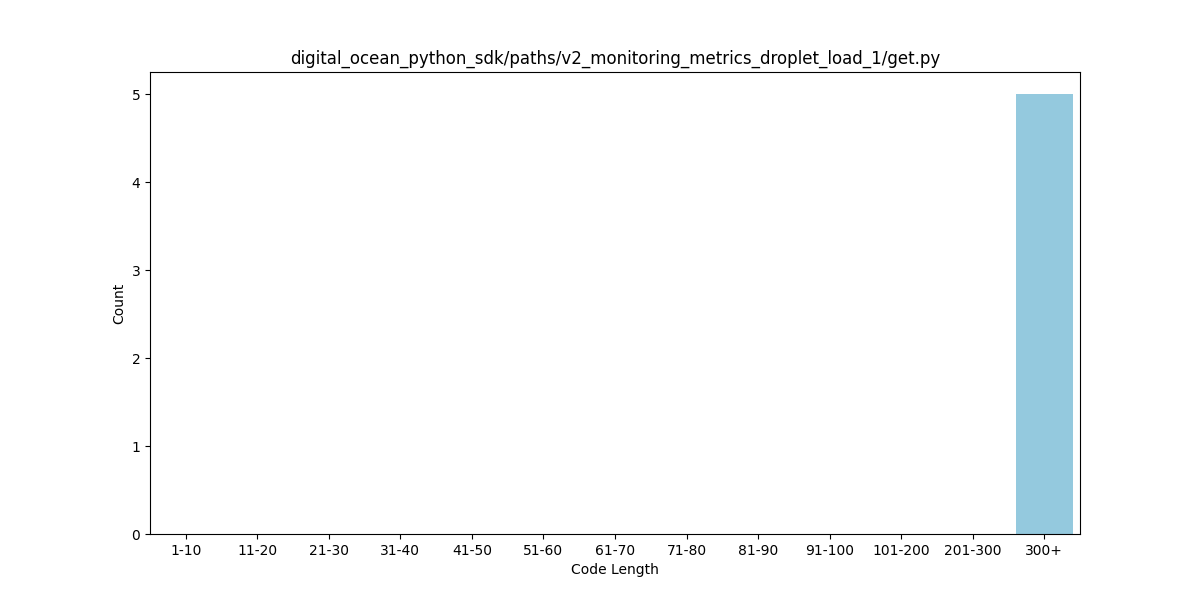 digital_ocean_python_sdk/paths/v2_monitoring_metrics_droplet_load_1/get.py
5
4
3
2
1
0
Count
1-10 11-20 21-30 31-40 41-50 51-60 61-70 71-80 81-90 91-100 101-200 201-300 300+
Code Length